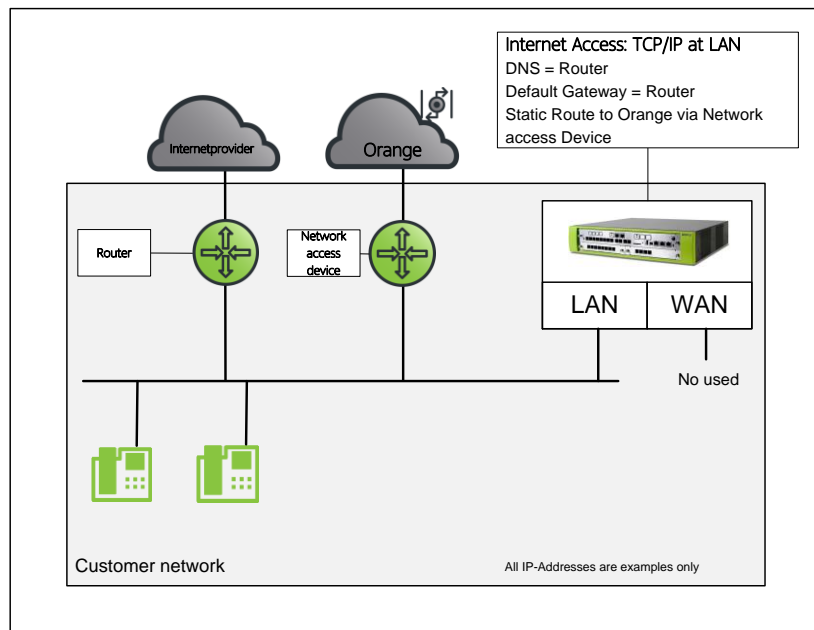 Internet Access: TCP/IP at LAN
DNS = Router
Default Gateway = Router
Static Route to Orange via Network
access Device
Internetprovider
Orange
Router
Network
access
device
LAN
WAN
No used
Customer network
All IP-Addresses are examples only